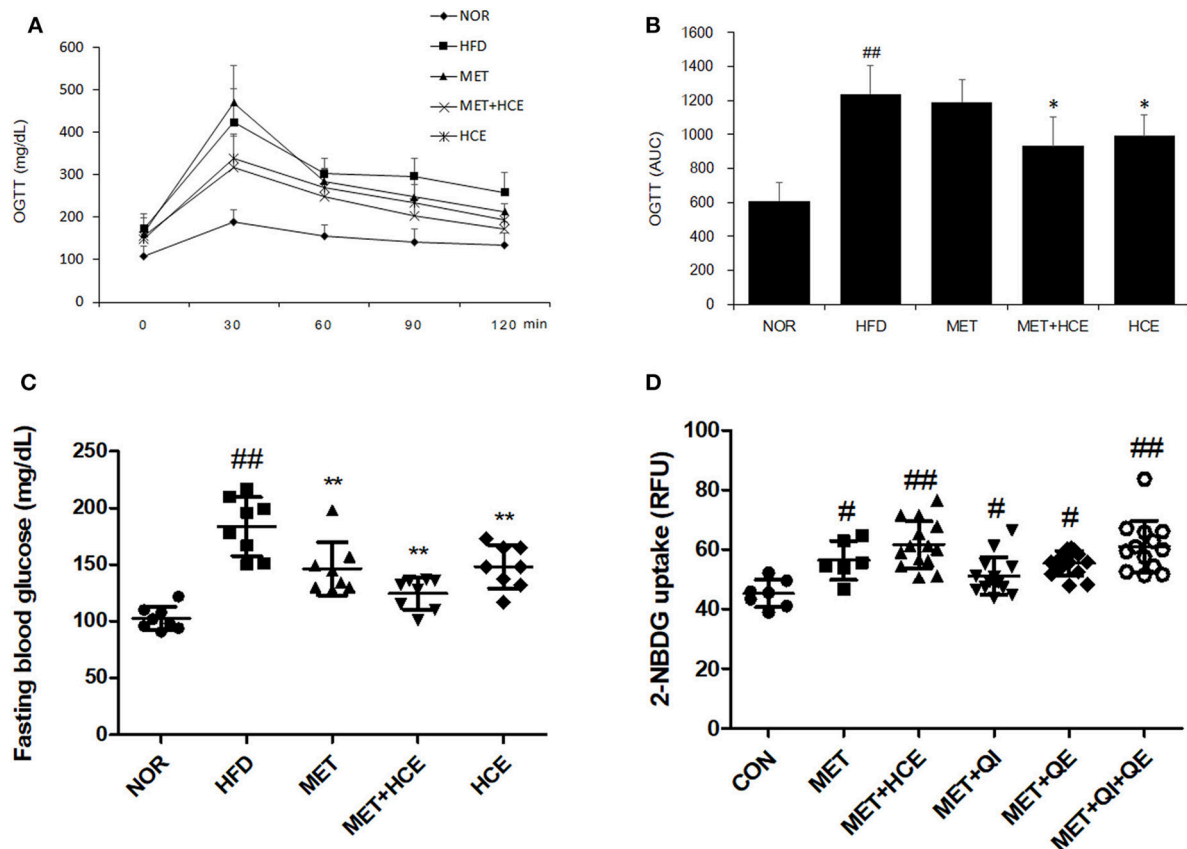 A
NOR
HFD
MET
MET+HCE
HCE
OGTT (mg/dL)
600
500
400
300
200
100
0
0 30 60 90 120 min
B
OGTT (AUC)
1600
1400
1200
1000
800
600
400
200
0
##
*
*
NOR HFD MET MET+HCE HCE
C
Fasting blood glucose (mg/dL)
250
200
150
100
50
0
##
**
**
**
NOR HFD MET MET+HCE HCE
D
2-NBDG uptake (RFU)
100
80
60
40
20
0
#
##
#
#
##
CON MET MET+HCE MET+QI MET+QE MET+QI+QE